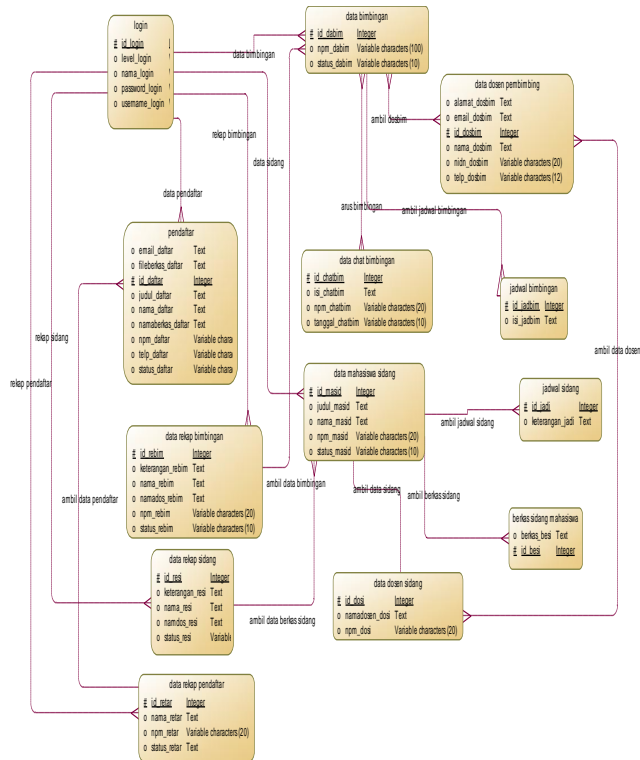 login
# id_login
o level_login
o nama_login
o password_login
o username_login
data bimbingan
# id_dabim Integer
o npm_dabim Variable characters (100)
o status_dabim Variable characters (10)
data bimbingan
rekap bimbingan
data sidang
ambil dosbim
data dosen pembimbing
o alamat_dosbim Text
o email_dosbim Text
# id_dosbim Integer
o nama_dosbim Text
o nidn_dosbim Variable characters (20)
o telp_dosbim Variable characters (12)
data pendaftar
arus bimbingan
ambil jadwal bimbingan
pendaftar
o email_daftar Text
o fileberkas_daftar Text
# id_daftar Integer
o judul_daftar Text
o nama_daftar Text
o namaberkas_daftar Text
o npm_daftar Variable chara
o telp_daftar Variable chara
o status_daftar Variable chara
data chat bimbingan
# id_chatbim Integer
o isi_chatbim Text
o npm_chatbim Variable characters (20)
o tanggal_chatbim Variable characters (10)
jadwal bimbingan
# id_jadbim Integer
o isi_jadbim Text
rekap sidang
rekap pendaftar
ambil data dosen
data mahasiswa sidang
# id_masid Integer
o judul_masid Text
o nama_masid Text
o npm_masid Variable characters (20)
o status_masid Variable characters (10)
jadwal sidang
# id_jadi Integer
o keterangan_jadi Text
ambil jadwal sidang
data rekap bimbingan
# id_rebim Integer
o keterangan_rebim Text
o nama_rebim Text
o namados_rebim Text
o npm_rebim Variable characters (20)
o status_rebim Variable characters (10)
ambil data bimbingan
ambil data pendaftar
ambil data sidang
ambil berkas sidang
berkas sidang mahasiswa
o berkas_besi Text
# id_besi Integer
data rekap sidang
# id_resi Integer
o keterangan_resi Text
o nama_resi Text
o namdos_resi Text
o status_resi Variabl
ambil data berkas sidang
data dosen sidang
# id_dosi Integer
o namadosen_dosi Text
o npm_dosi Variable characters (20)
data rekap pendaftar
# id_retar Integer
o nama_retar Text
o npm_retar Variable characters (20)
o status_retar Text